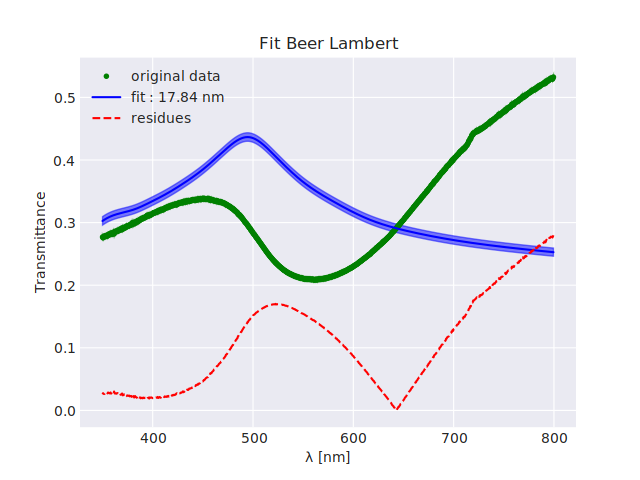 Fit Beer Lambert
original data
fit : 17.84 nm
residues
Transmittance
0.5
0.4
0.3
0.2
0.1
0.0
400 500 600 700 800
λ [nm]